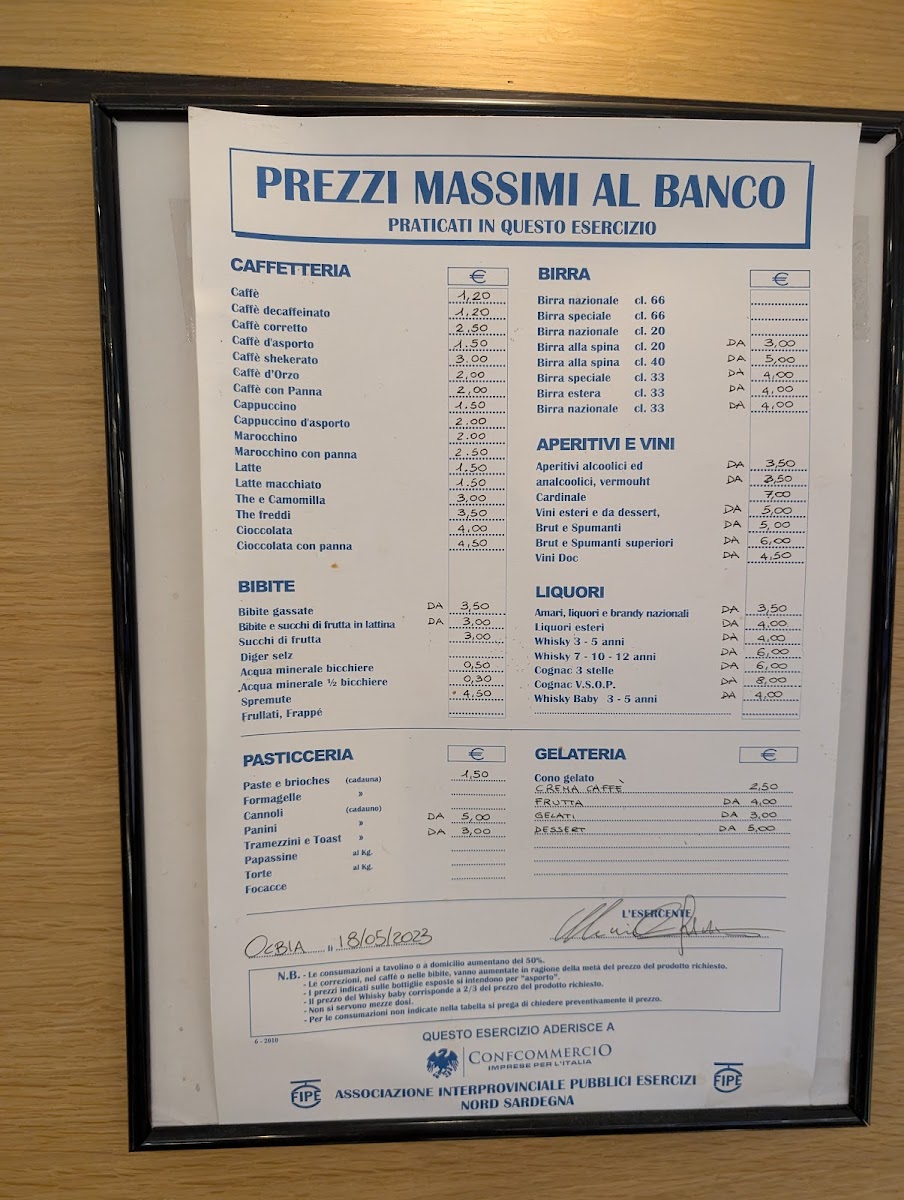 PREZZI MASSIMI AL BANCO
PRATICATI IN QUESTO ESERCIZIO
CAFFETTERIA €
Caffè 1,20
Caffè decaffeinato 1,20
Caffè corretto 2.50
Caffè d'asporto 1.50
Caffè shekerato 3.00
Caffè d'Orzo 2,00
Caffè con Panna 2,00
Cappuccino 1.50
Cappuccino d'asporto 2.00
Marocchino 2.00
Marocchino con panna 2.50
Latte 1.50
Latte macchiato 1.50
The e Camomilla 3,00
The freddi 3,50
Cioccolata 4,00
Cioccolata con panna 4,50
BIBITE
Bibite gassate DA 3,50
Bibite e succhi di frutta in lattina DA 3,00
Succhi di frutta 3,00
Diger selz
Acqua minerale bicchiere 0,50
Acqua minerale ½ bicchiere 0,30
Spremute 4,50
Frullati, Frappé
BIRRA €
Birra nazionale cl. 66
Birra speciale cl. 66
Birra nazionale cl. 20
Birra alla spina cl. 20 DA 3,00
Birra alla spina cl. 40 DA 5,00
Birra speciale cl. 33 DA 4,00
Birra estera cl. 33 DA 4,00
Birra nazionale cl. 33 DA 4,00
APERITIVI E VINI
Aperitivi alcoolici ed DA 3,50
analcoolici, vermouht DA 3,50
Cardinale 7,00
Vini esteri e da dessert, DA 5,00
Brut e Spumanti DA 5,00
Brut e Spumanti superiori DA 6,00
Vini Doc DA 4,50
LIQUORI
Amari, liquori e brandy nazionali DA 3,50
Liquori esteri DA 4,00
Whisky 3 - 5 anni DA 4,00
Whisky 7 - 10 - 12 anni DA 6,00
Cognac 3 stelle DA 6,00
Cognac V.S.O.P. DA 8,00
Whisky Baby 3 - 5 anni DA 4,00
PASTICCERIA €
Paste e brioches (cadauna) 1,50
Formagelle »
Cannoli (cadauno)
Panini » DA 5,00
Tramezzini e Toast » DA 3,00
Papassine al Kg.
Torte al Kg.
Focacce
GELATERIA €
Cono gelato
CREMA CAFFÈ 2,50
FRUTTA DA 4,00
GELATI DA 3,00
DESSERT DA 5,00
OLBIA li 18/05/2023
L'ESERCENTE
N.B. - Le consumazioni a tavolino o à domicilio aumentano del 50%.
- Le correzioni, nel caffè o nelle bibite, vanno aumentate in ragione della metà del prezzo del prodotto richiesto.
- I prezzi indicati sulle bottiglie esposte si intendono per "asporto".
- Il prezzo del Whisky baby corrisponde a 2/3 del prezzo del prodotto richiesto.
- Non si servono mezze dosi.
- Per le consumazioni non indicate nella tabella si prega di chiedere preventivamente il prezzo.
6 - 2010
QUESTO ESERCIZIO ADERISCE A
CONFCOMMERCIO
IMPRESE PER L'ITALIA
FIPE ASSOCIAZIONE INTERPROVINCIALE PUBBLICI ESERCIZI FIPE
NORD SARDEGNA